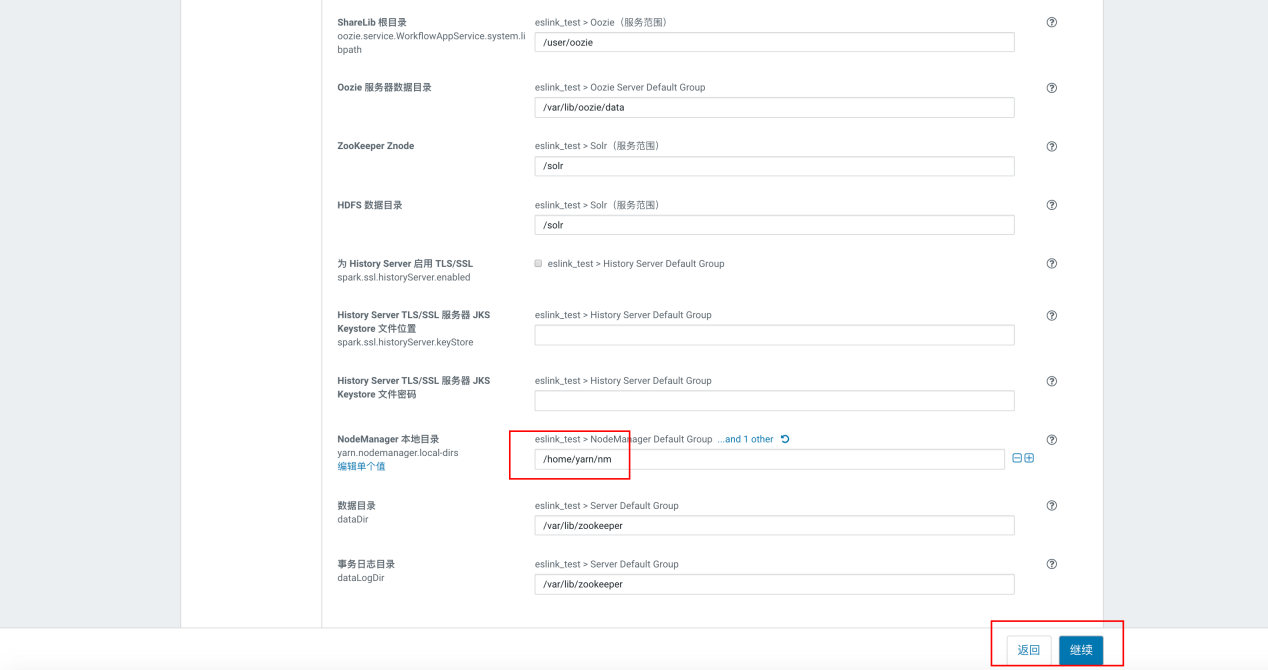 ShareLib 根目录
eslink_test > Oozie（服务范围）
oozie.service.WorkflowAppService.system.li
bpath
/user/oozie
Oozie 服务器数据目录
eslink_test > Oozie Server Default Group
/var/lib/oozie/data
ZooKeeper Znode
eslink_test > Solr（服务范围）
/solr
HDFS 数据目录
eslink_test > Solr（服务范围）
/solr
为 History Server 启用 TLS/SSL
eslink_test > History Server Default Group
spark.ssl.historyServer.enabled
History Server TLS/SSL 服务器 JKS
Keystore 文件位置
eslink_test > History Server Default Group
spark.ssl.historyServer.keyStore
History Server TLS/SSL 服务器 JKS
Keystore 文件密码
eslink_test > History Server Default Group
NodeManager 本地目录
eslink_test > NodeManager Default Group ...and 1 other
yarn.nodemanager.local-dirs
/home/yarn/nm
编辑单个值
数据目录
eslink_test > Server Default Group
dataDir
/var/lib/zookeeper
事务日志目录
eslink_test > Server Default Group
dataLogDir
/var/lib/zookeeper
返回
继续